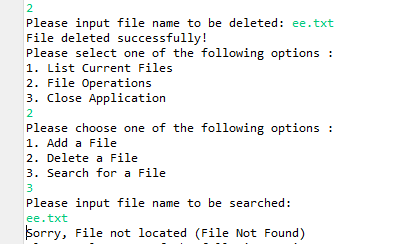 2
Please input file name to be deleted: ee.txt
File deleted successfully!
Please select one of the following options :
1. List Current Files
2. File Operations
3. Close Application
2
Please choose one of the following options :
1. Add a File
2. Delete a File
3. Search for a File
3
Please input file name to be searched:
ee.txt
Sorry, File not located (File Not Found)